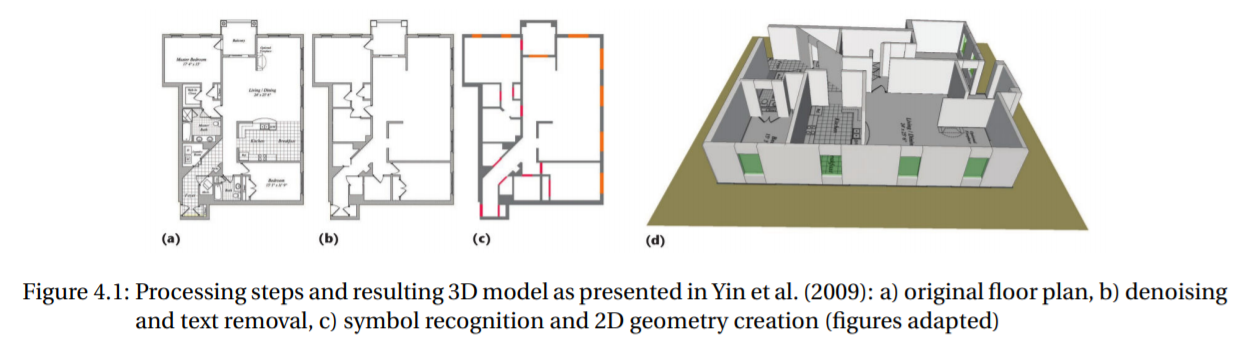 Balcony
Master Bedroom
Living / Dining
Kitchen
Breakfast
Bedroom
Kitchen
(a)
(b)
(c)
(d)
Figure 4.1: Processing steps and resulting 3D model as presented in Yin et al. (2009): a) original floor plan, b) denoising
and text removal, c) symbol recognition and 2D geometry creation (figures adapted)